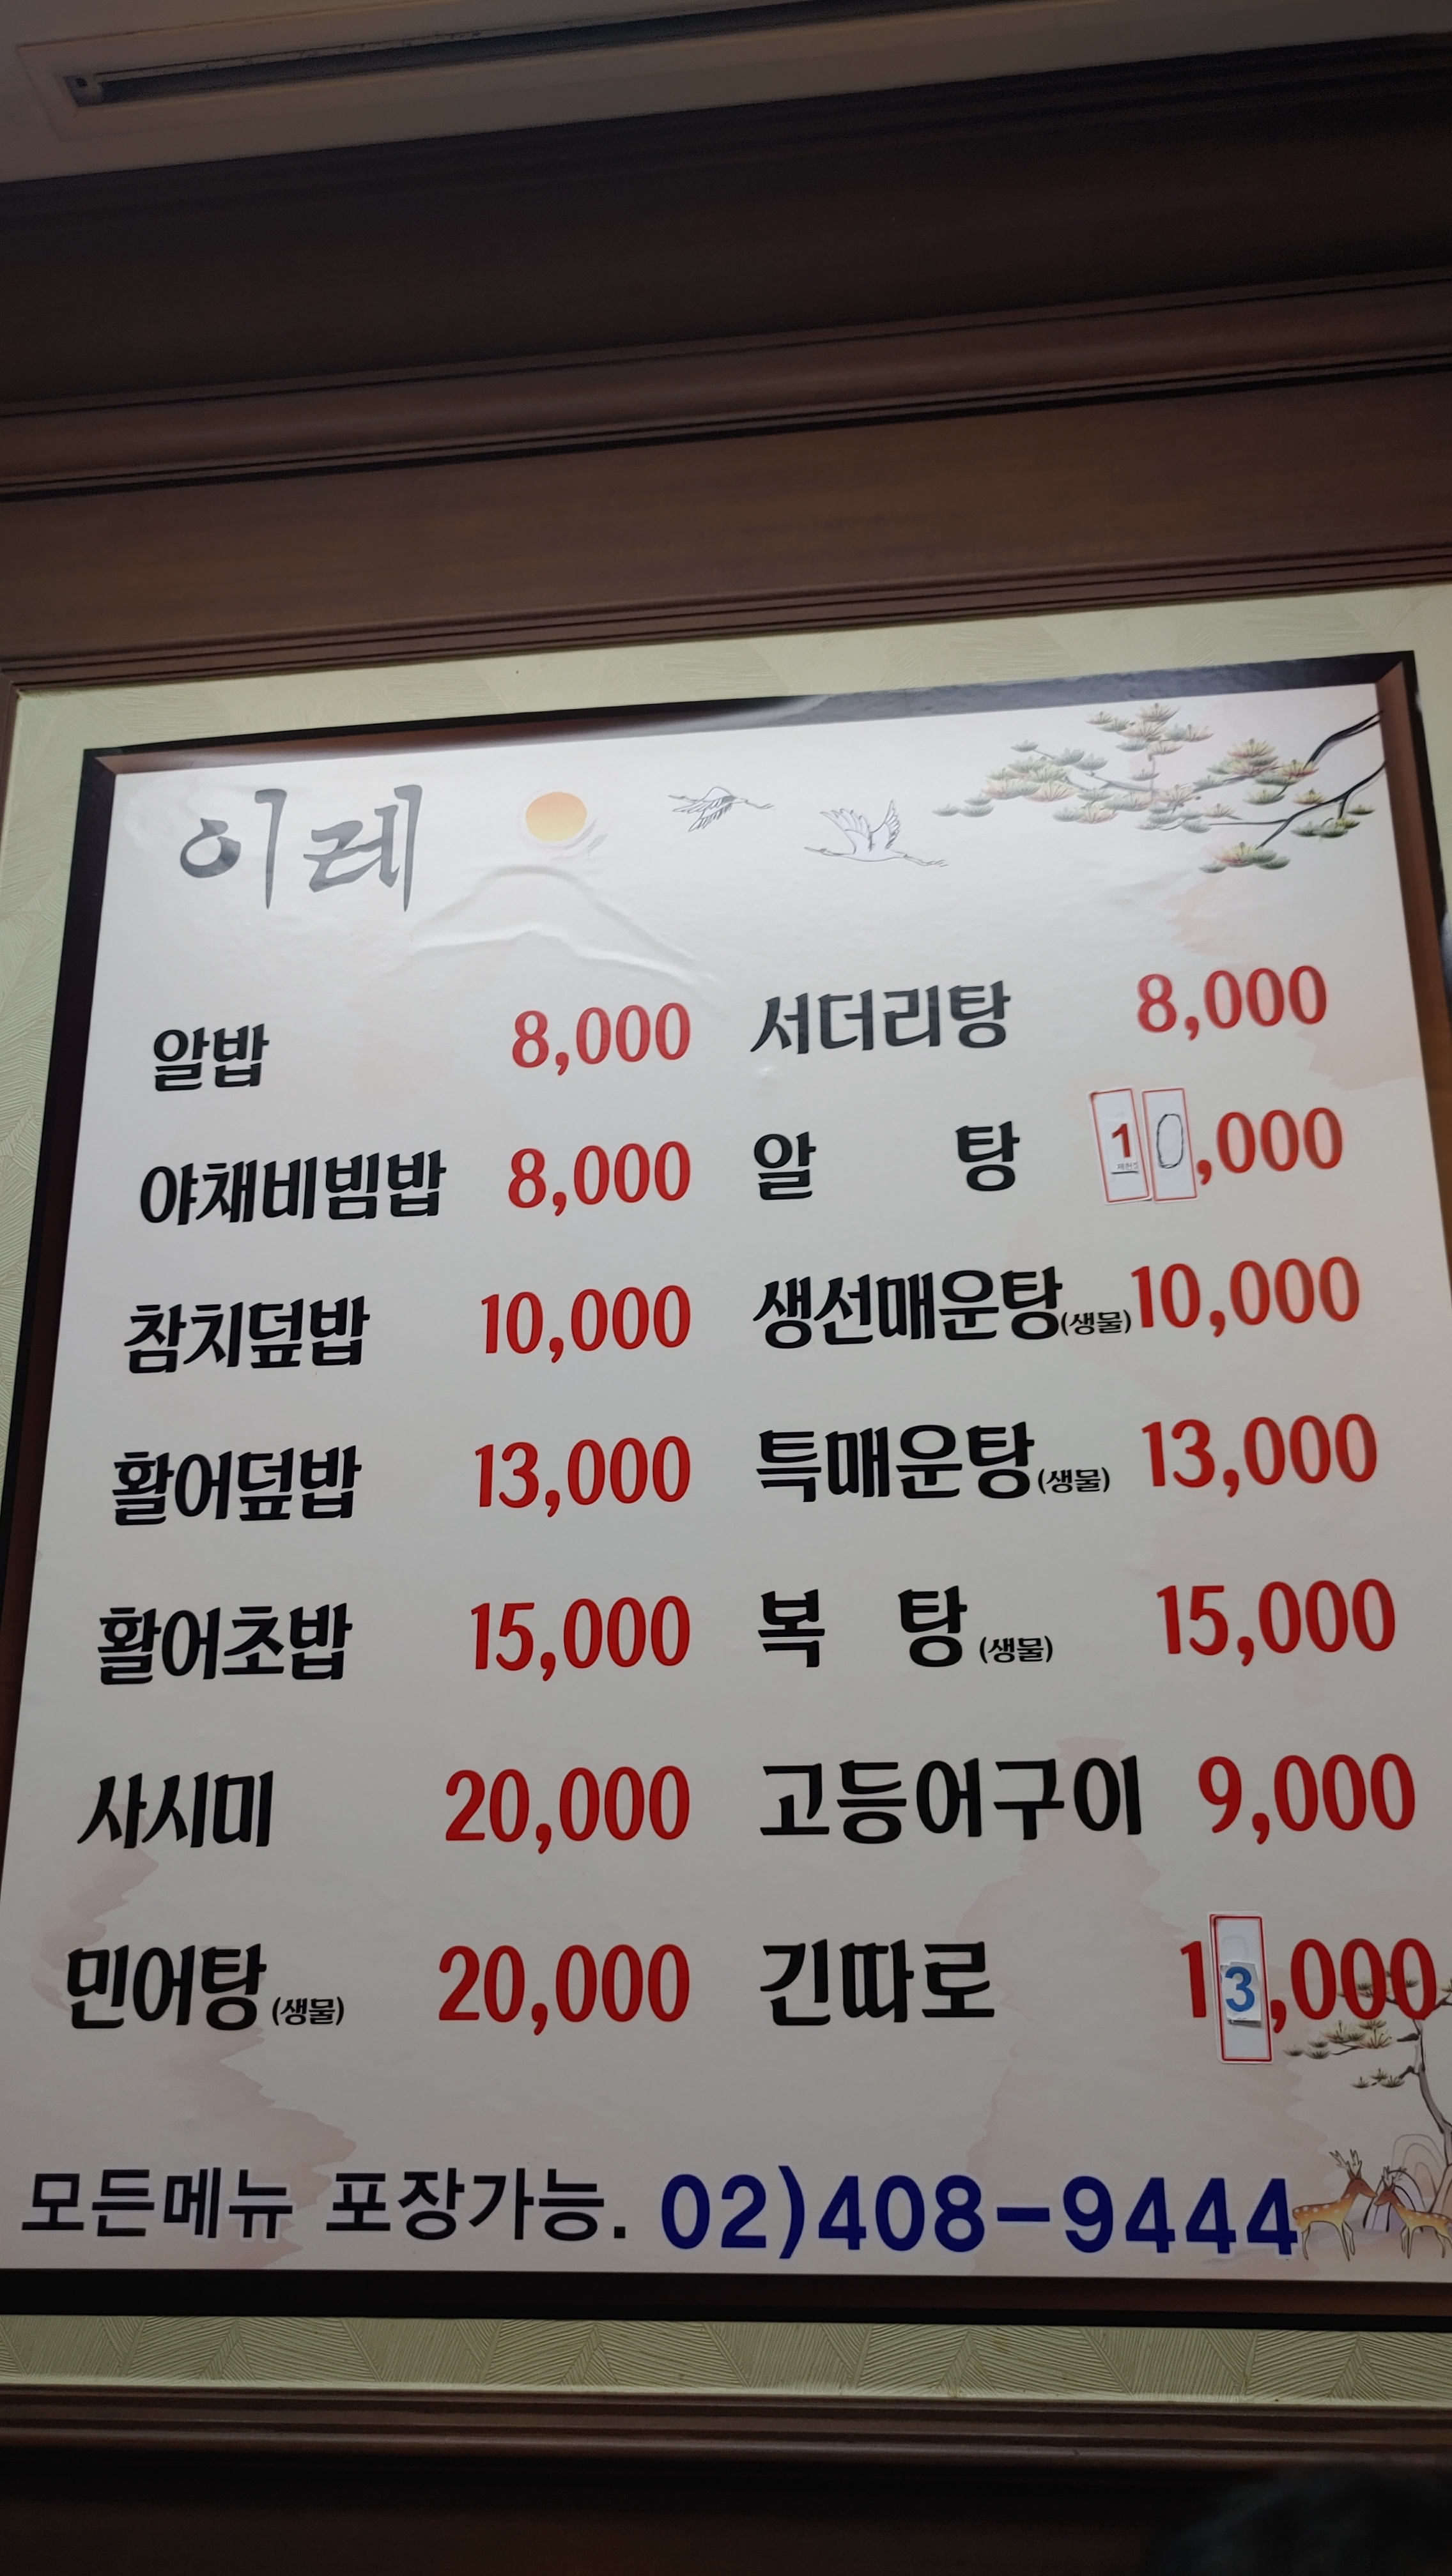 이레
알밥 8,000
야채비빔밥 8,000
참치덮밥 10,000
활어덮밥 13,000
활어초밥 15,000
사시미 20,000
민어탕(생물) 20,000
서더리탕 8,000
알 탕 10,000
생선매운탕(생물) 10,000
특매운탕(생물) 13,000
복 탕(생물) 15,000
고등어구이 9,000
긴따로 13,000
모든메뉴 포장가능. 02)408-9444